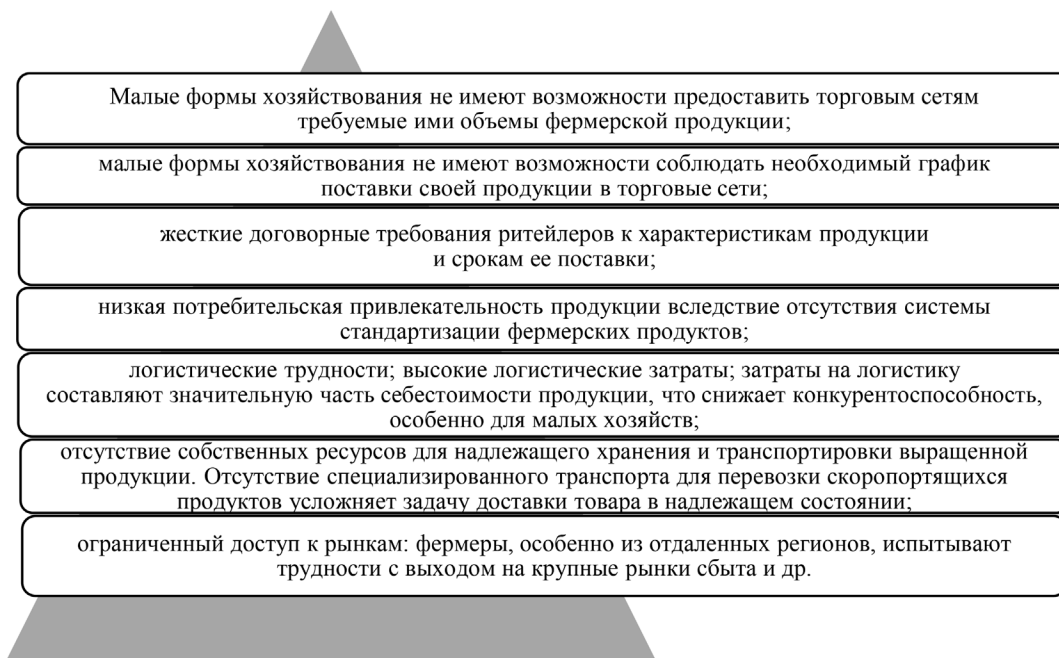 Малые формы хозяйствования не имеют возможности предоставить торговым сетям
требуемые ими объемы фермерской продукции;
малые формы хозяйствования не имеют возможности соблюдать необходимый график
поставки своей продукции в торговые сети;
жесткие договорные требования ритейлеров к характеристикам продукции
и срокам ее поставки;
низкая потребительская привлекательность продукции вследствие отсутствия системы
стандартизации фермерских продуктов;
логистические трудности; высокие логистические затраты; затраты на логистику
составляют значительную часть себестоимости продукции, что снижает конкурентоспособность,
особенно для малых хозяйств;
отсутствие собственных ресурсов для надлежащего хранения и транспортировки выращенной
продукции. Отсутствие специализированного транспорта для перевозки скоропортящихся
продуктов усложняет задачу доставки товара в надлежащем состоянии;
ограниченный доступ к рынкам: фермеры, особенно из отдаленных регионов, испытывают
трудности с выходом на крупные рынки сбыта и др.